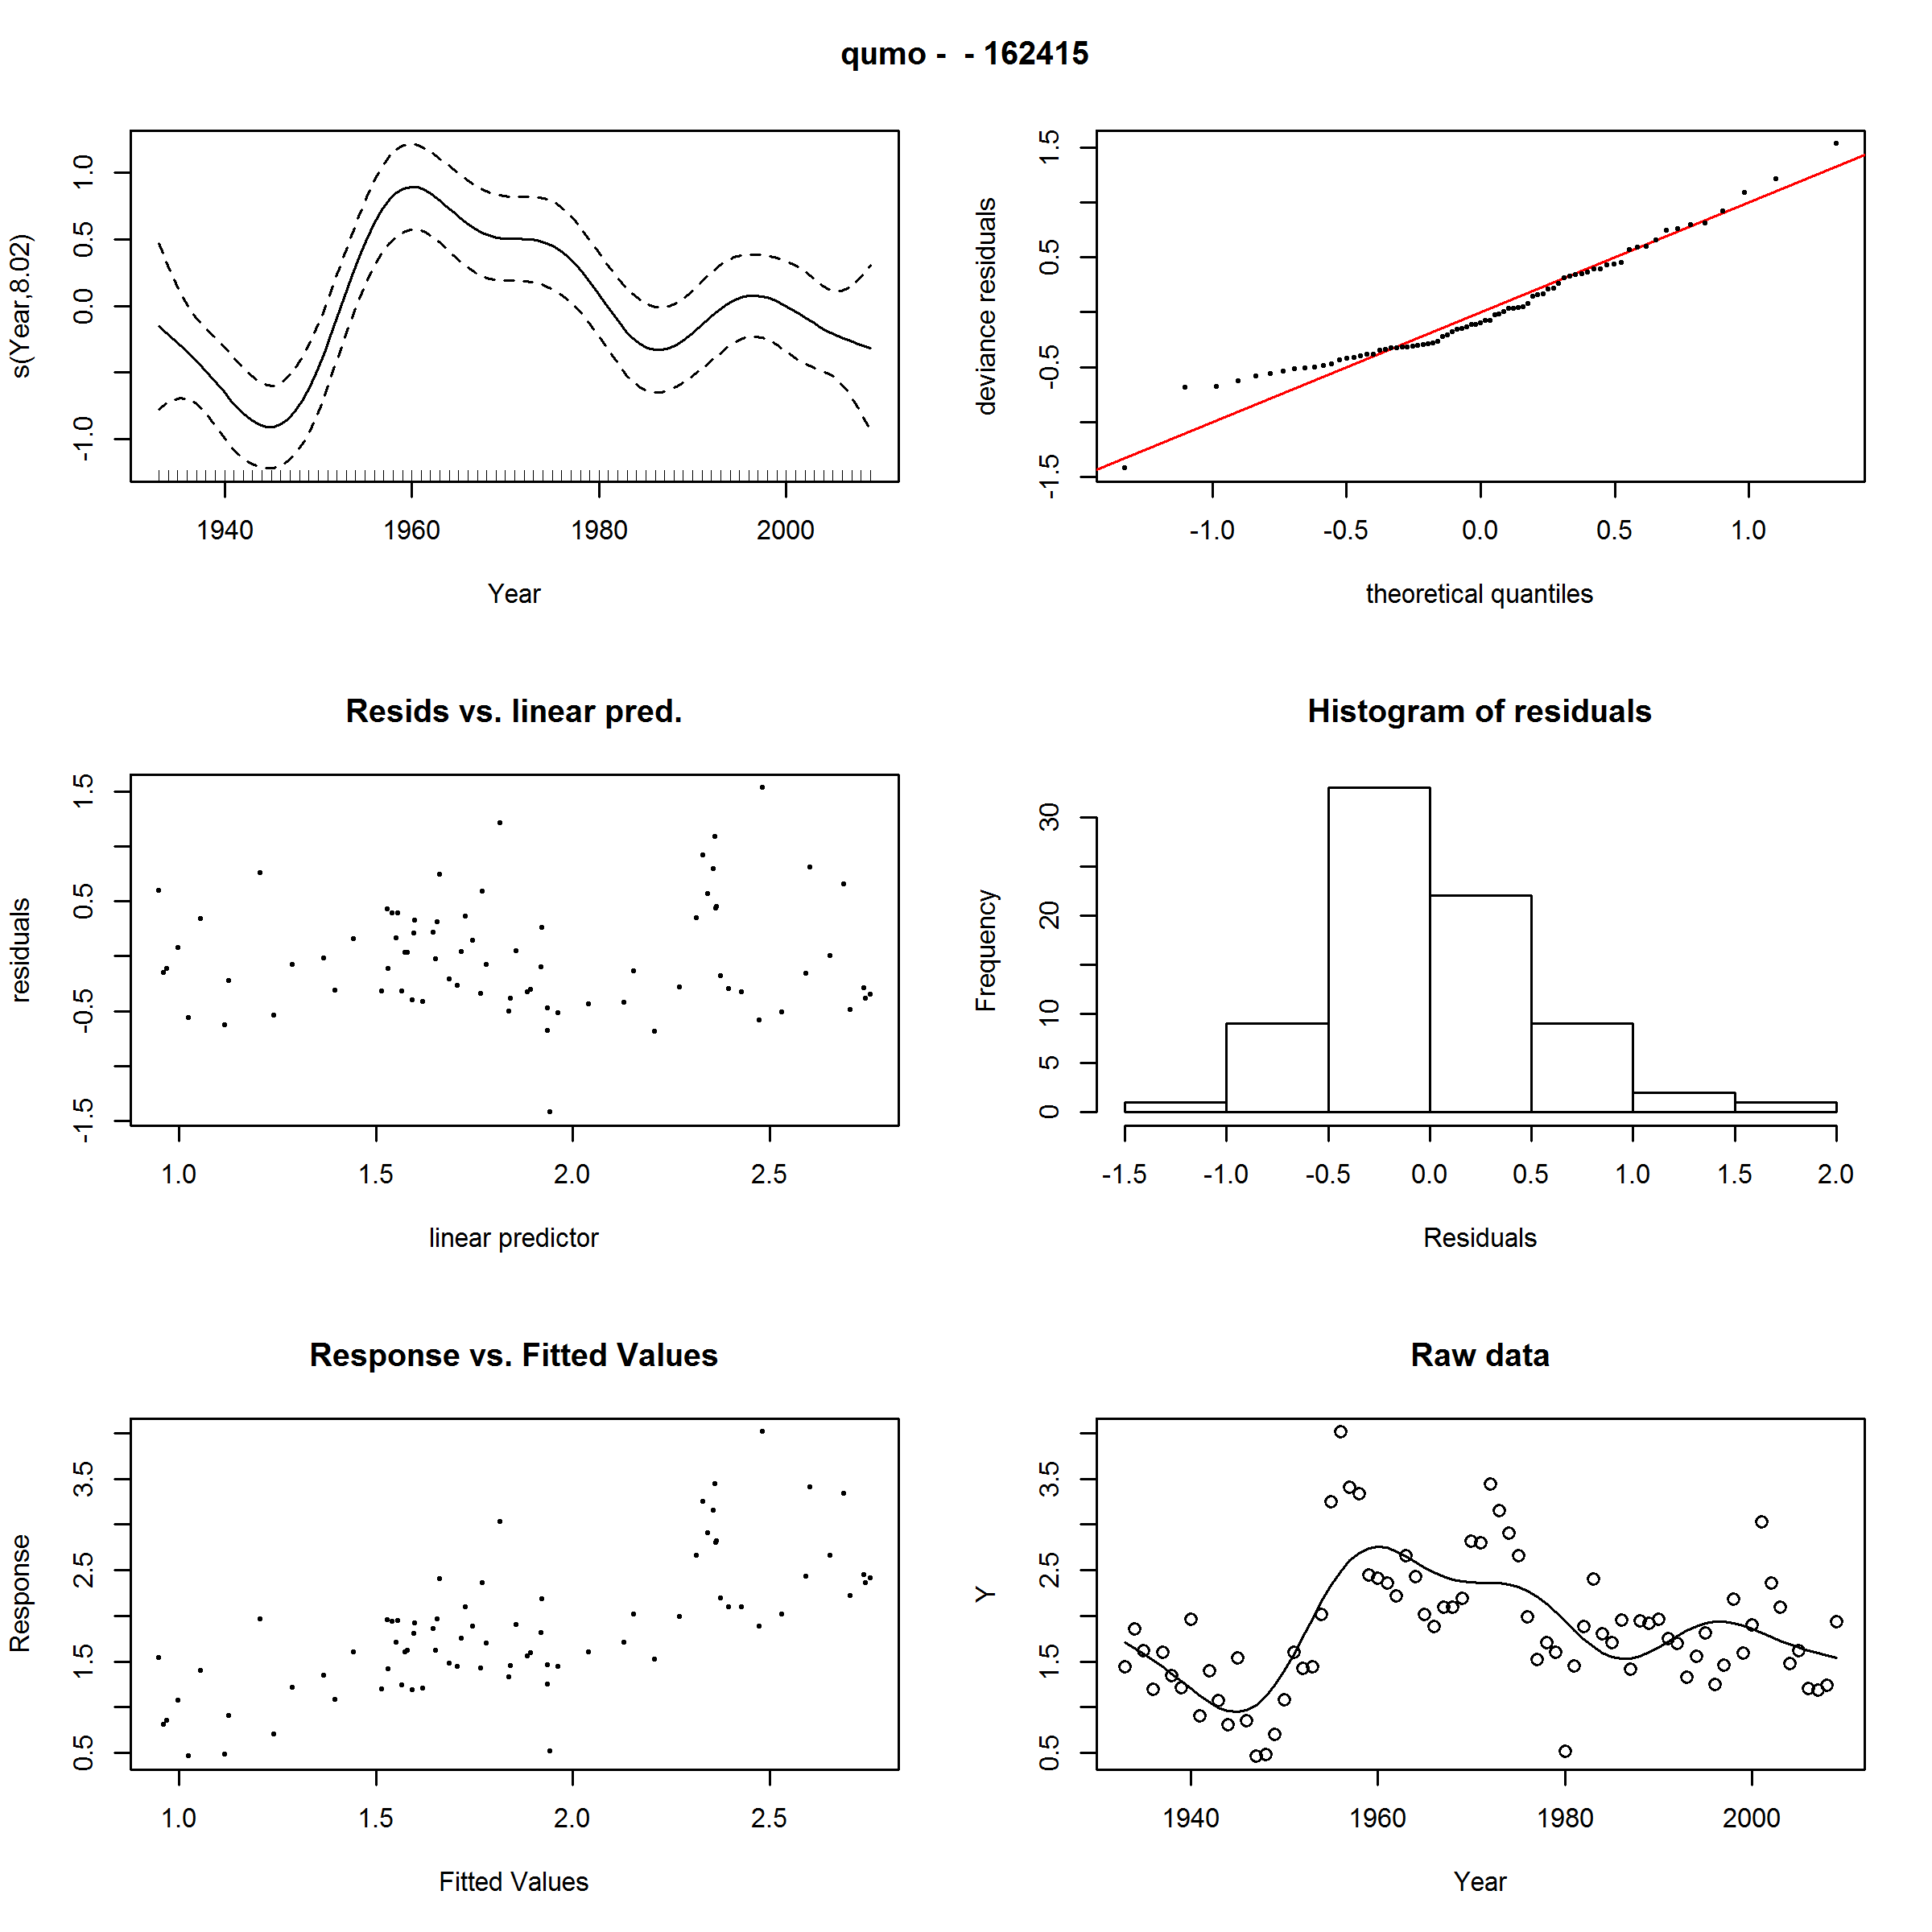 qumo -  - 162415
s(Year,8.02)
1.0
0.5
0.0
-1.0
1940 1960 1980 2000
Year
deviance residuals
1.5
0.5
-0.5
-1.5
-1.0 -0.5 0.0 0.5 1.0
theoretical quantiles
Resids vs. linear pred.
residuals
1.5
0.5
-0.5
-1.5
1.0 1.5 2.0 2.5
linear predictor
Histogram of residuals
Frequency
30
20
10
5
0
-1.5 -1.0 -0.5 0.0 0.5 1.0 1.5 2.0
Residuals
Response vs. Fitted Values
Response
3.5
2.5
1.5
0.5
1.0 1.5 2.0 2.5
Fitted Values
Raw data
Y
3.5
2.5
1.5
0.5
1940 1960 1980 2000
Year